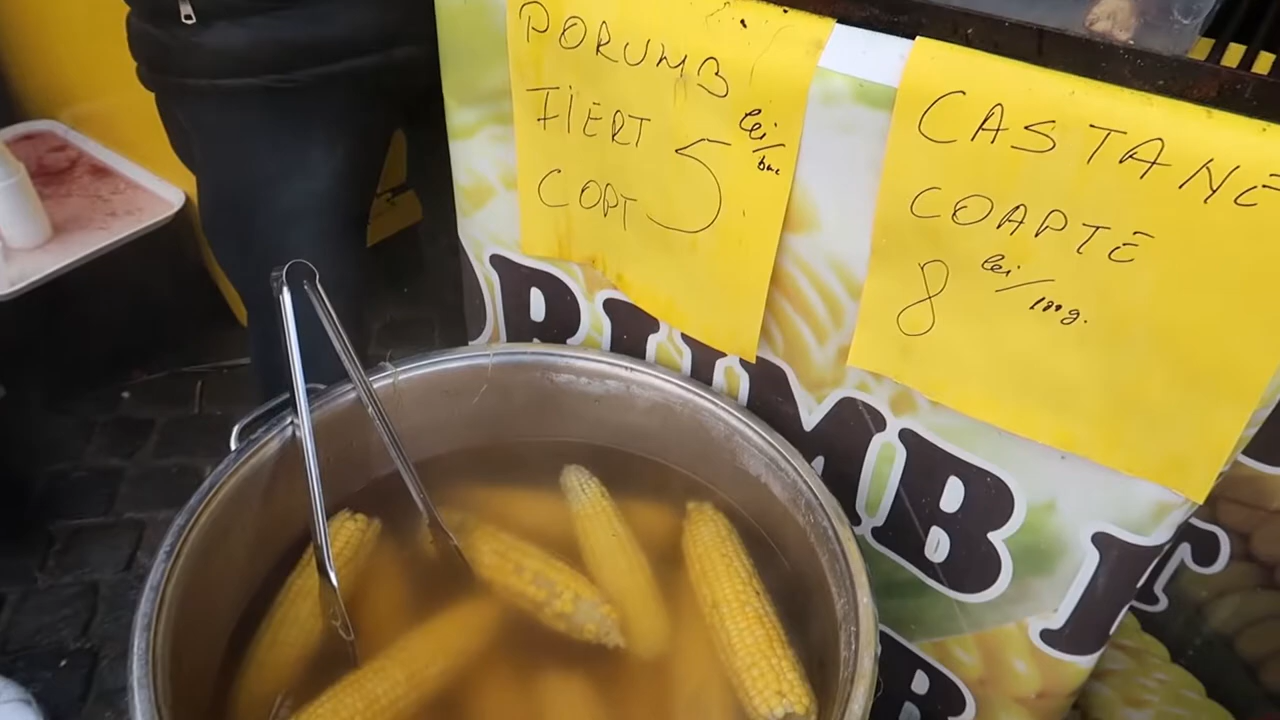 PORUMB
FIERT
COPT 5 lei/buc
CASTANE
COAPTE
8 lei/100g.